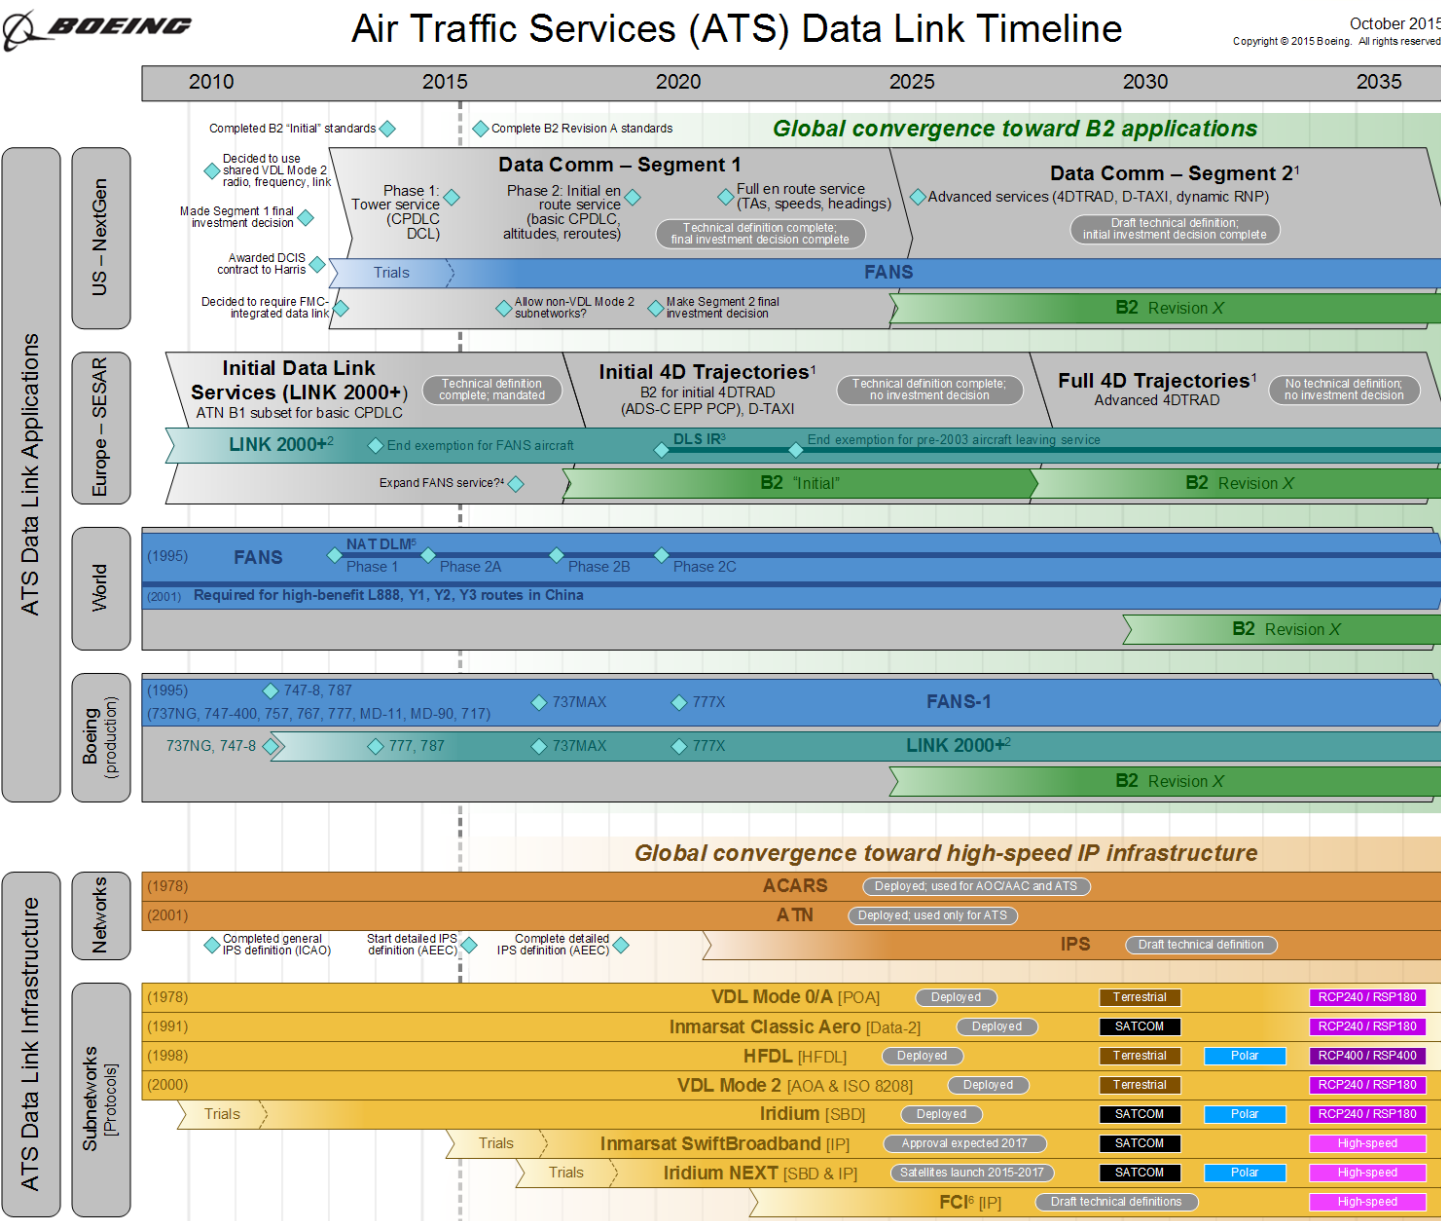 BOEING
Air Traffic Services (ATS) Data Link Timeline
October 2015
Copyright © 2015 Boeing. All rights reserved
2010 2015 2020 2025 2030 2035
Completed B2 "Initial" standards
Complete B2 Revision A standards
Global convergence toward B2 applications
ATS Data Link Applications
US – NextGen
Decided to use
shared VDL Mode 2
radio, frequency, link
Made Segment 1 final
investment decision
Awarded DCIS
contract to Harris
Decided to require FMC-
integrated data link
Data Comm – Segment 1
Phase 1:
Tower service
(CPDLC
DCL)
Phase 2: Initial en
route service
(basic CPDLC,
altitudes, reroutes)
Full en route service
(TAs, speeds, headings)
Technical definition complete;
final investment decision complete
Data Comm – Segment 2¹
Advanced services (4DTRAD, D-TAXI, dynamic RNP)
Draft technical definition;
initial investment decision complete
Trials
FANS
Allow non-VDL Mode 2
subnetworks?
Make Segment 2 final
investment decision
B2 Revision X
Europe – SESAR
Initial Data Link
Services (LINK 2000+)
ATN B1 subset for basic CPDLC
Technical definition
complete; mandated
Initial 4D Trajectories¹
B2 for initial 4DTRAD
(ADS-C EPP PCP), D-TAXI
Technical definition complete;
no investment decision
Full 4D Trajectories¹
Advanced 4DTRAD
No technical definition;
no investment decision
LINK 2000+²
End exemption for FANS aircraft
DLS IR³
End exemption for pre-2003 aircraft leaving service
Expand FANS service?⁴
B2 "Initial"
B2 Revision X
World
(1995)
FANS
NAT DLM⁵
Phase 1
Phase 2A
Phase 2B
Phase 2C
(2001) Required for high-benefit L888, Y1, Y2, Y3 routes in China
B2 Revision X
Boeing
(production)
(1995)
747-8, 787
(737NG, 747-400, 757, 767, 777, MD-11, MD-90, 717)
737MAX
777X
FANS-1
737NG, 747-8
777, 787
737MAX
777X
LINK 2000+²
B2 Revision X
Global convergence toward high-speed IP infrastructure
ATS Data Link Infrastructure
Networks
(1978) ACARS Deployed; used for AOC/AAC and ATS
(2001) ATN Deployed; used only for ATS
Completed general
IPS definition (ICAO)
Start detailed IPS
definition (AEEC)
Complete detailed
IPS definition (AEEC)
IPS Draft technical definition
Subnetworks
[Protocols]
(1978) VDL Mode 0/A [POA] Deployed Terrestrial RCP240 / RSP180
(1991) Inmarsat Classic Aero [Data-2] Deployed SATCOM RCP240 / RSP180
(1998) HFDL [HFDL] Deployed Terrestrial Polar RCP400 / RSP400
(2000) VDL Mode 2 [AOA & ISO 8208] Deployed Terrestrial RCP240 / RSP180
Trials Iridium [SBD] Deployed SATCOM Polar RCP240 / RSP180
Trials Inmarsat SwiftBroadband [IP] Approval expected 2017 SATCOM High-speed
Trials Iridium NEXT [SBD & IP] Satellites launch 2015-2017 SATCOM Polar High-speed
FCI⁶ [IP] Draft technical definitions High-speed